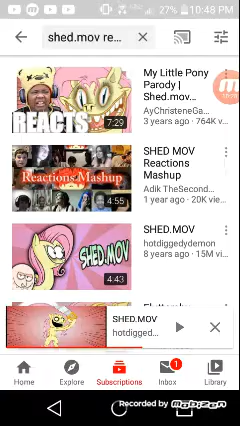 27% 10:48 PM
shed.mov re...
My Little Pony
Parody |
Shed.mov...
AyChristeneGa...
3 years ago · 764K v...
REACTS
7:29
SHED MOV
Reactions
Mashup
Adik TheSecond...
1 year ago · 20K vie...
Reactions Mashup
4:55
SHED.MOV
hotdiggedydemon
8 years ago · 15M vi...
SHED.MOV
4:43
SHED.MOV
hotdigged...
Home
Explore
Subscriptions
1
Inbox
Library
Recorded by MOBIZEN